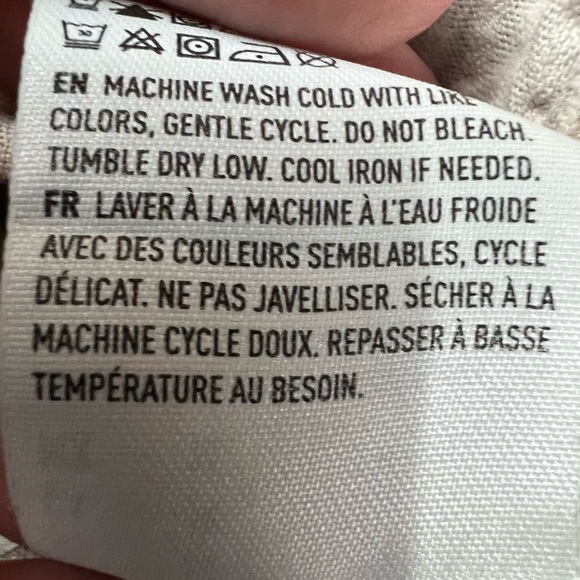 30
EN MACHINE WASH COLD WITH LIKE
COLORS, GENTLE CYCLE. DO NOT BLEACH.
TUMBLE DRY LOW. COOL IRON IF NEEDED.
FR LAVER À LA MACHINE À L'EAU FROIDE
AVEC DES COULEURS SEMBLABLES, CYCLE
DÉLICAT. NE PAS JAVELLISER. SÉCHER À LA
MACHINE CYCLE DOUX. REPASSER À BASSE
TEMPÉRATURE AU BESOIN.